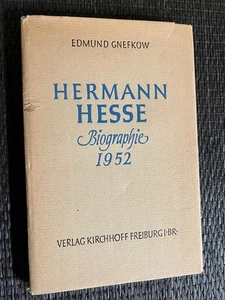 EDMUND GNEFKOW
HERMANN
HESSE
Biographie
1952
VERLAG KIRCHHOFF FREIBURG I·BR·